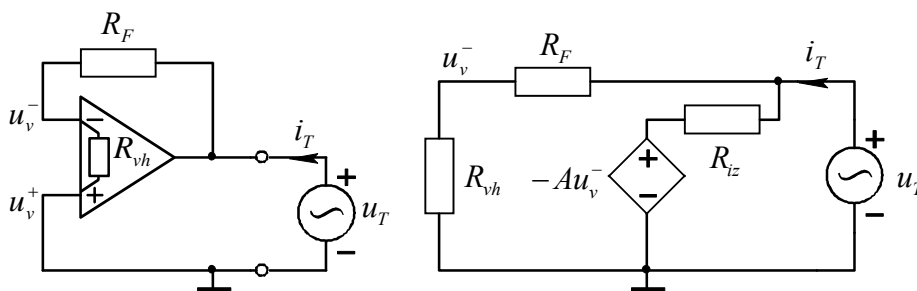 R_F
u_v^-
R_vh
u_v^+
i_T
u_T
u_v^-
R_F
i_T
R_vh
-Au_v^-
R_iz
u_T